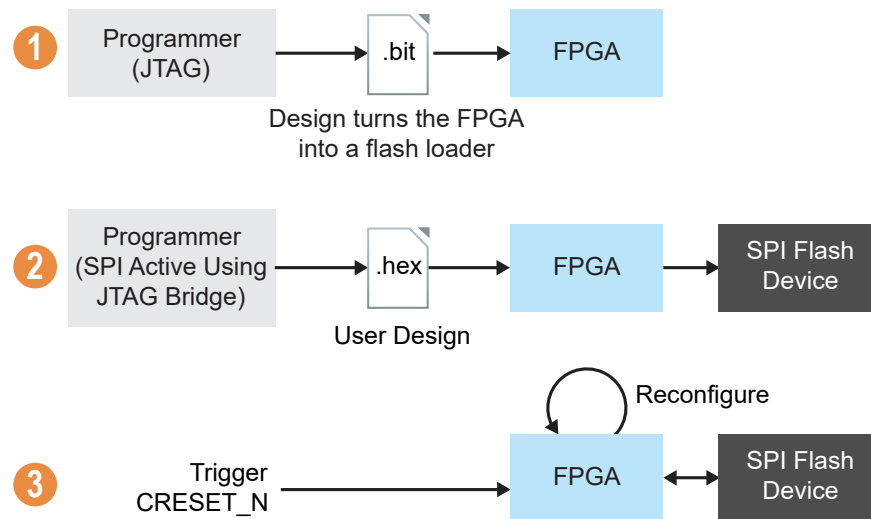 1
Programmer
(JTAG)
.bit
FPGA
Design turns the FPGA
into a flash loader
2
Programmer
(SPI Active Using
JTAG Bridge)
.hex
FPGA
SPI Flash
Device
User Design
Reconfigure
3
Trigger
CRESET_N
FPGA
SPI Flash
Device